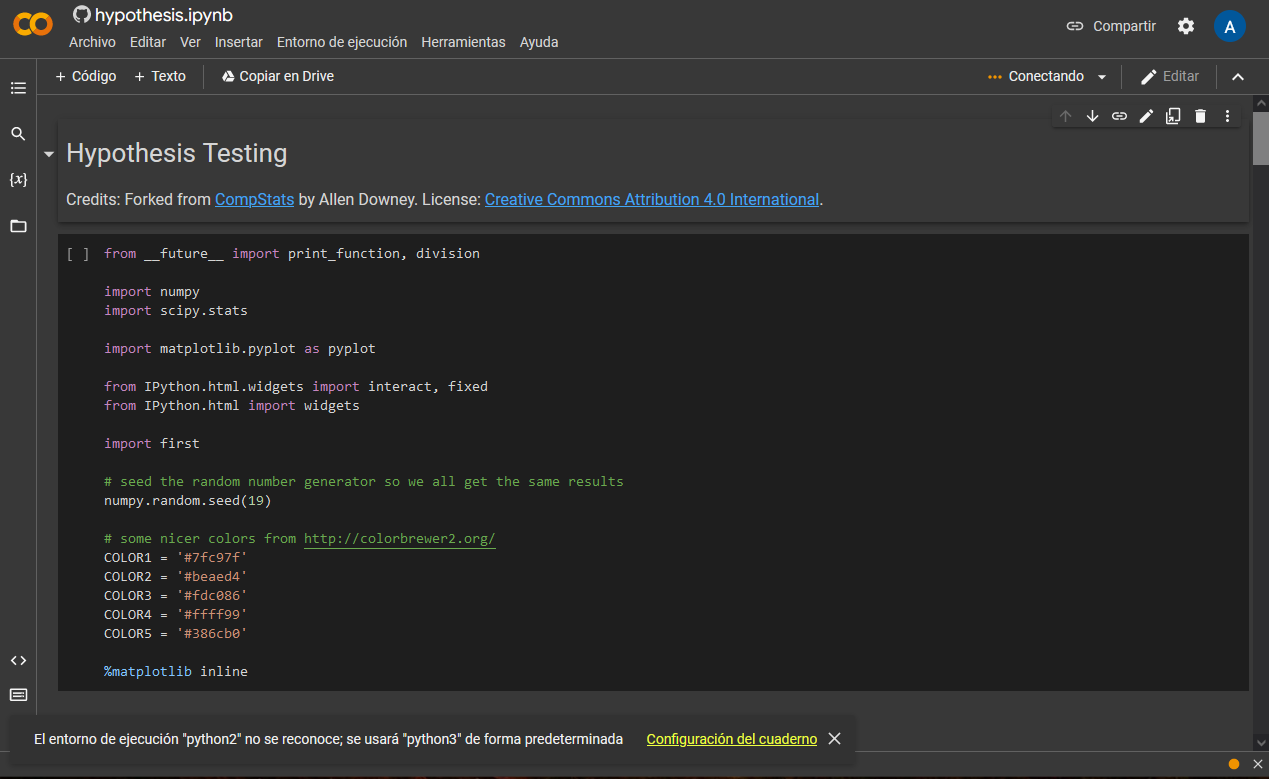 hypothesis.ipynb
Archivo Editar Ver Insertar Entorno de ejecución Herramientas Ayuda
Compartir
A
+ Código + Texto Copiar en Drive
Conectando
Editar
Hypothesis Testing
Credits: Forked from CompStats by Allen Downey. License: Creative Commons Attribution 4.0 International.
[ ] from __future__ import print_function, division
import numpy
import scipy.stats
import matplotlib.pyplot as pyplot
from IPython.html.widgets import interact, fixed
from IPython.html import widgets
import first
# seed the random number generator so we all get the same results
numpy.random.seed(19)
# some nicer colors from http://colorbrewer2.org/
COLOR1 = '#7fc97f'
COLOR2 = '#beaed4'
COLOR3 = '#fdc086'
COLOR4 = '#ffff99'
COLOR5 = '#386cb0'
%matplotlib inline
El entorno de ejecución "python2" no se reconoce; se usará "python3" de forma predeterminada Configuración del cuaderno